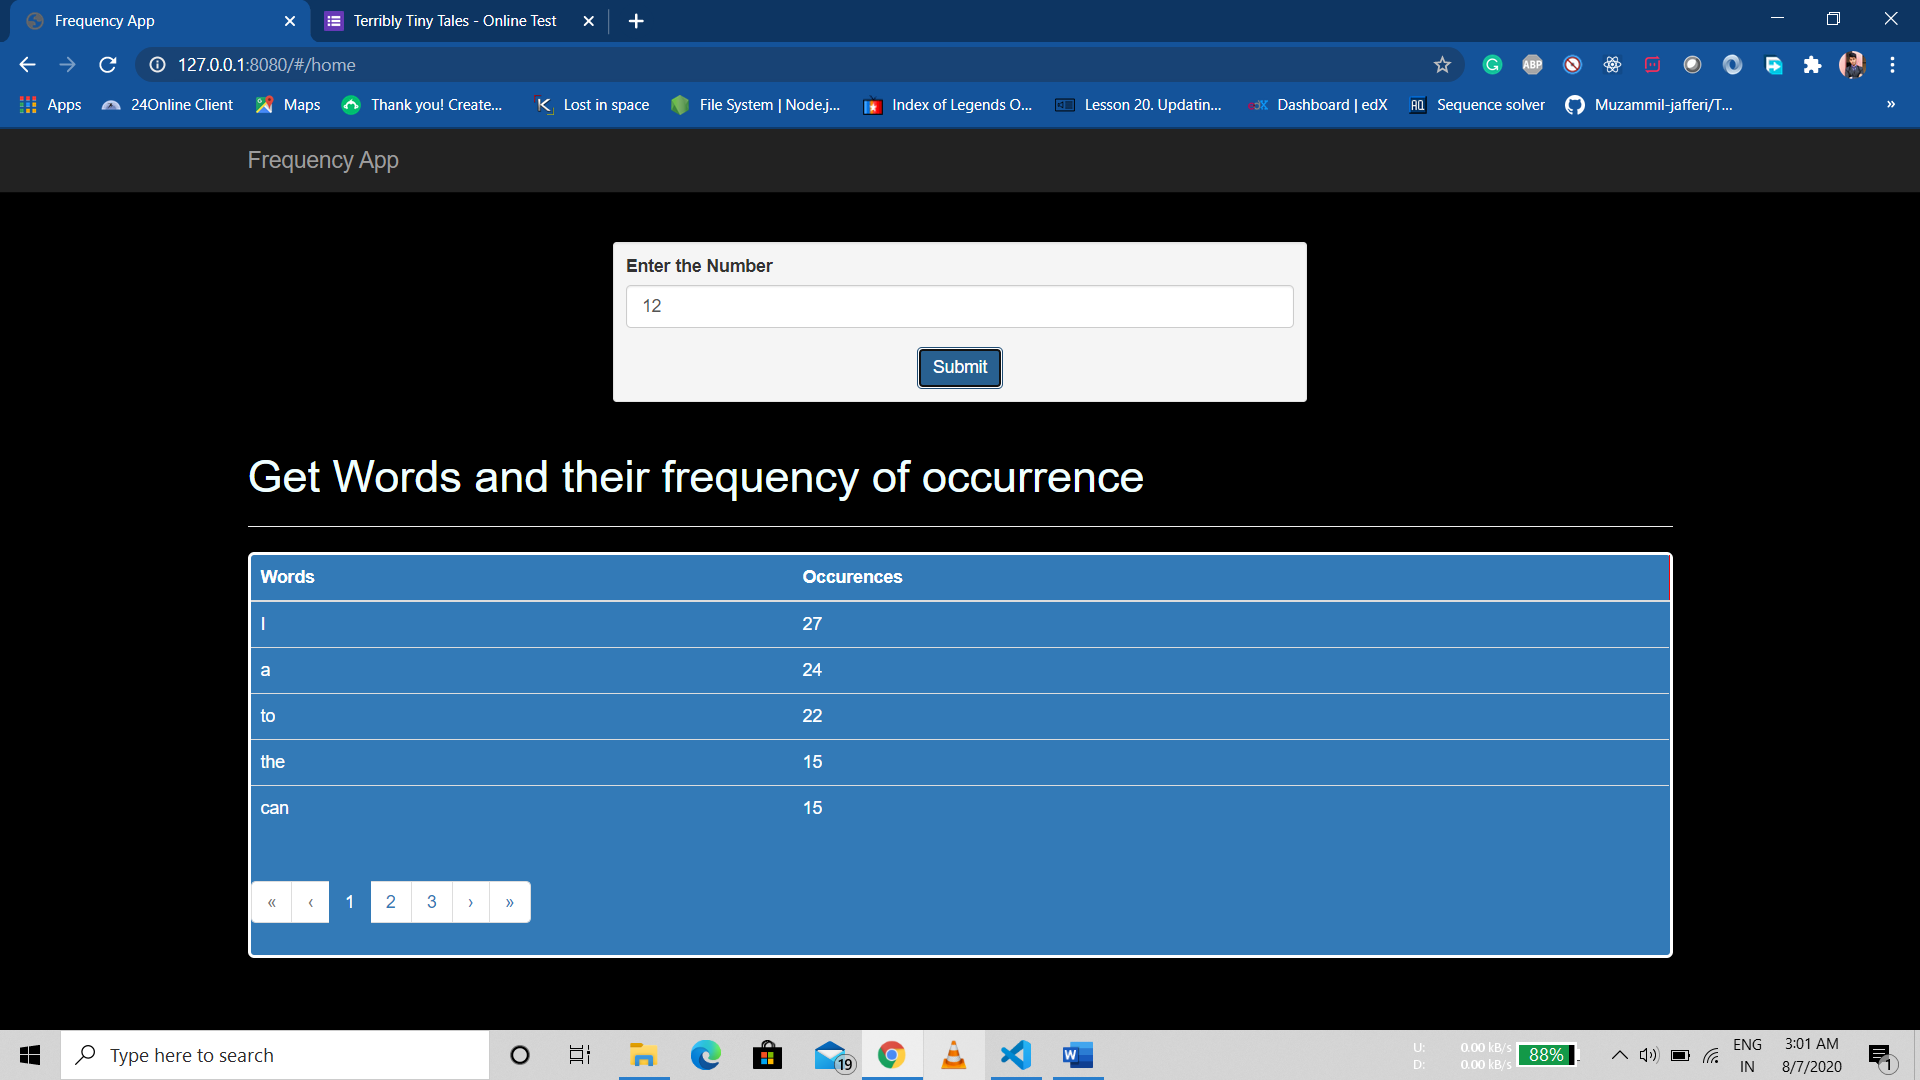 Frequency App
Terribly Tiny Tales - Online Test
127.0.0.1:8080/#/home
ABP
Apps
24Online Client
Maps
Thank you! Create...
Lost in space
File System | Node.j...
Index of Legends O...
Lesson 20. Updatin...
Dashboard | edX
Sequence solver
Muzammil-jafferi/T...
»
Frequency App
Enter the Number
12
Submit
Get Words and their frequency of occurrence
Words Occurences
I 27
a 24
to 22
the 15
can 15
« ‹ 1 2 3 › »
Type here to search
19
U: 0.00 kB/s
D: 0.00 kB/s
88%
ENG
IN
3:01 AM
8/7/2020
1